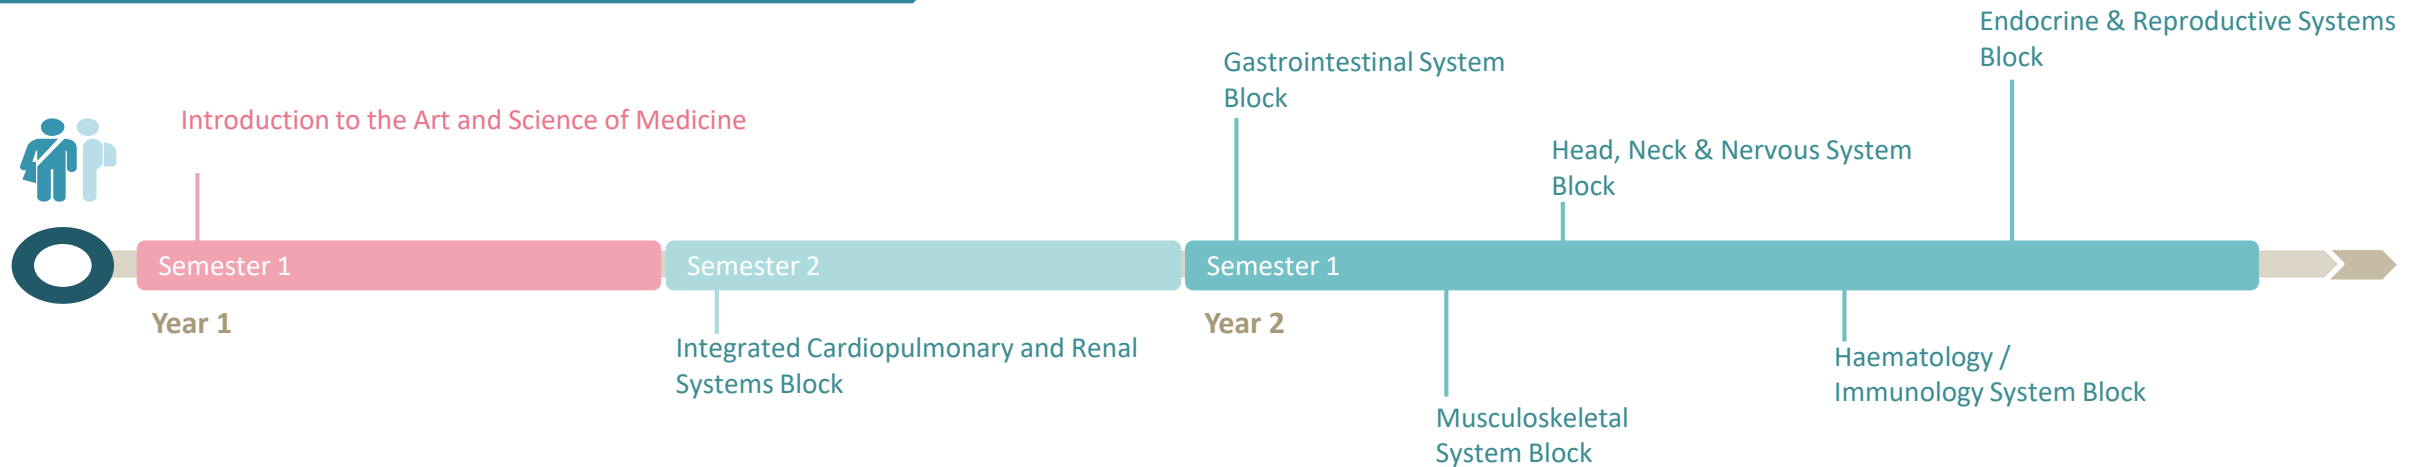 Endocrine & Reproductive Systems
Block
Gastrointestinal System
Block
Introduction to the Art and Science of Medicine
Head, Neck & Nervous System
Block
Semester 1
Semester 2
Semester 1
Year 1
Year 2
Integrated Cardiopulmonary and Renal
Systems Block
Haematology /
Immunology System Block
Musculoskeletal
System Block